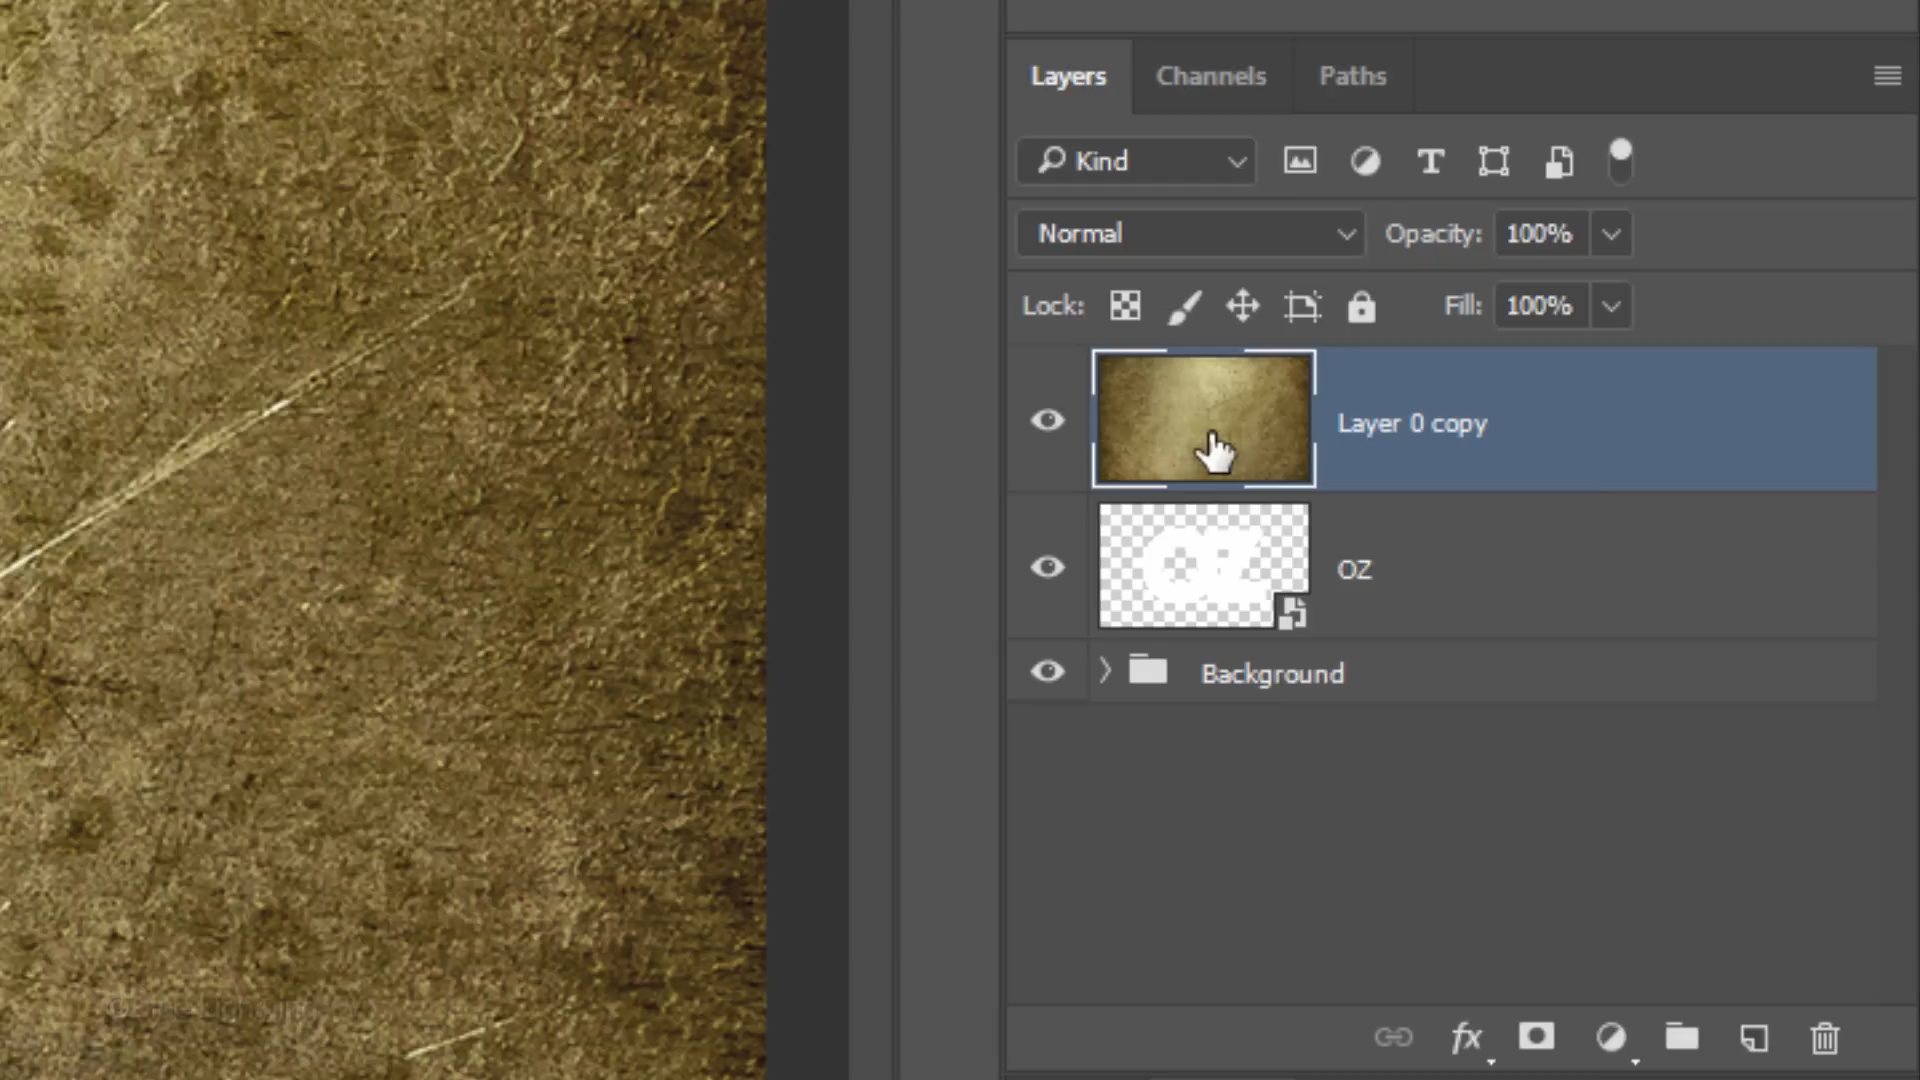 Layers Channels Paths
Kind
Normal Opacity: 100%
Lock: Fill: 100%
Layer 0 copy
OZ
Background
fx